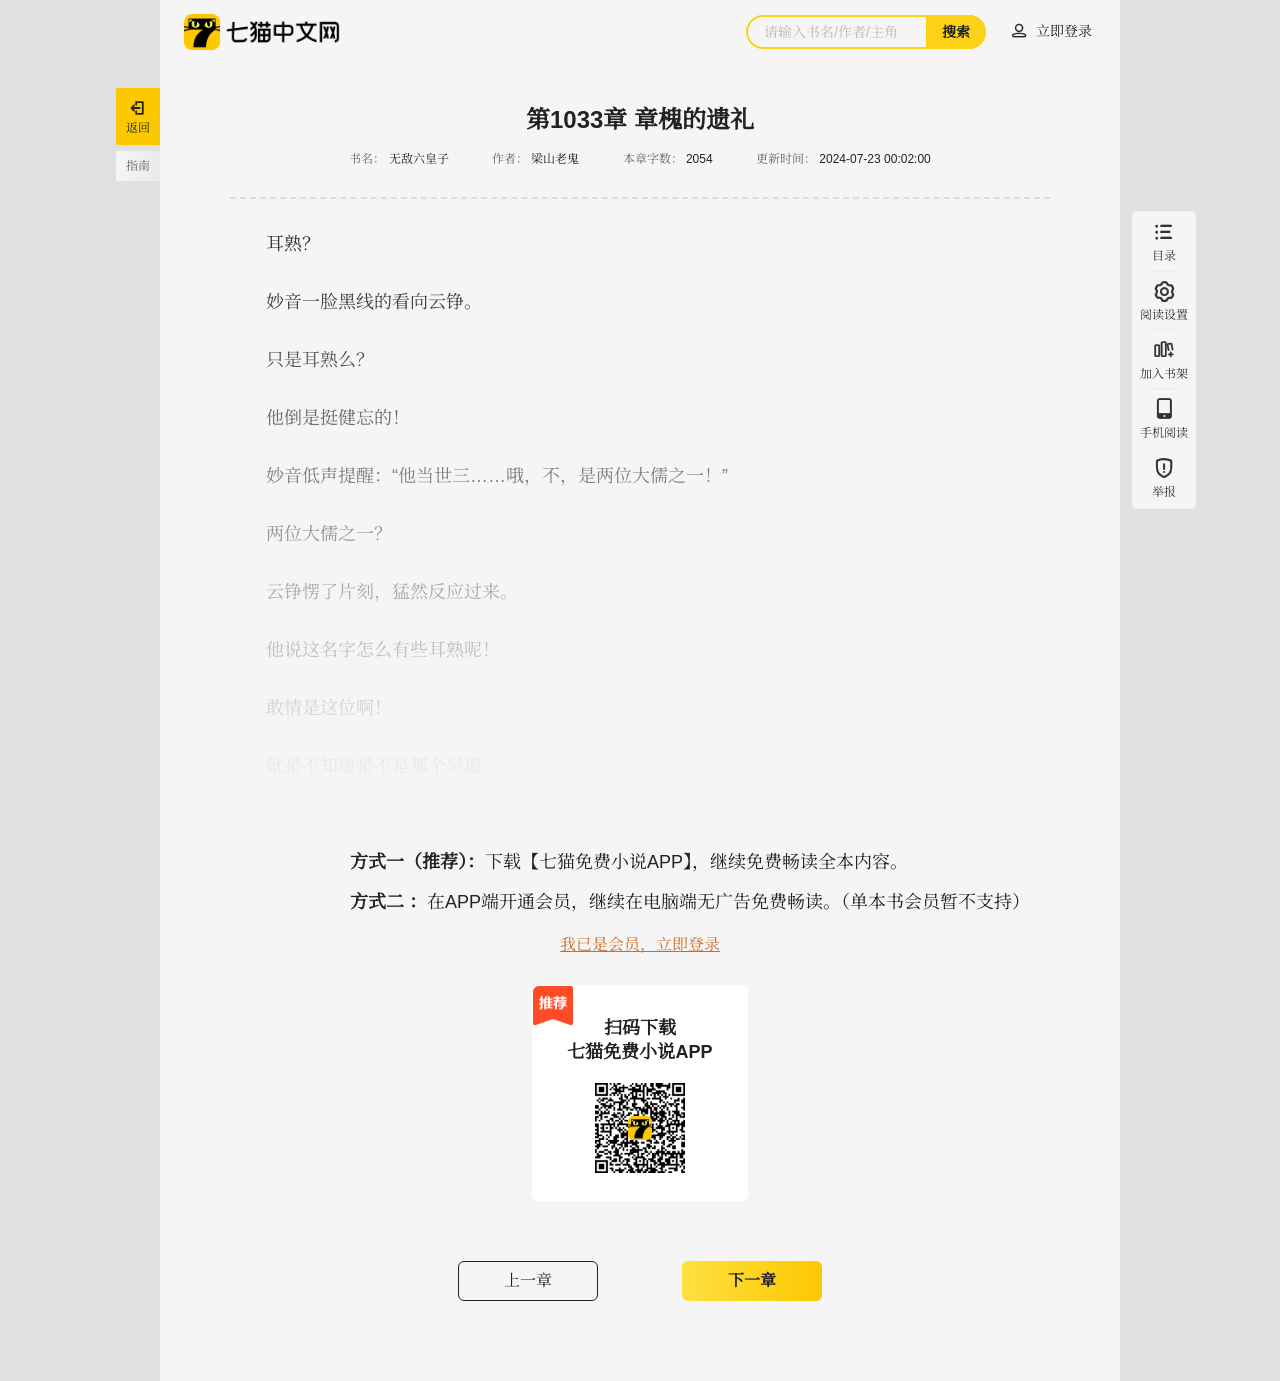 七猫中文网
请输入书名/作者/主角
搜索
立即登录
返回
指南
第1033章 章槐的遗礼
书名： 无敌六皇子 作者： 梁山老鬼 本章字数： 2054 更新时间： 2024-07-23 00:02:00
耳熟？
妙音一脸黑线的看向云铮。
只是耳熟么？
他倒是挺健忘的！
妙音低声提醒：“他当世三……哦，不，是两位大儒之一！”
两位大儒之一？
云铮愣了片刻，猛然反应过来。
他说这名字怎么有些耳熟呢！
敢情是这位啊！
就是不知道是不是那个吴道。
目录
阅读设置
加入书架
手机阅读
举报
方式一（推荐）：下载【七猫免费小说APP】，继续免费畅读全本内容。
方式二 ：在APP端开通会员，继续在电脑端无广告免费畅读。（单本书会员暂不支持）
我已是会员，立即登录
推荐
扫码下载
七猫免费小说APP
上一章
下一章